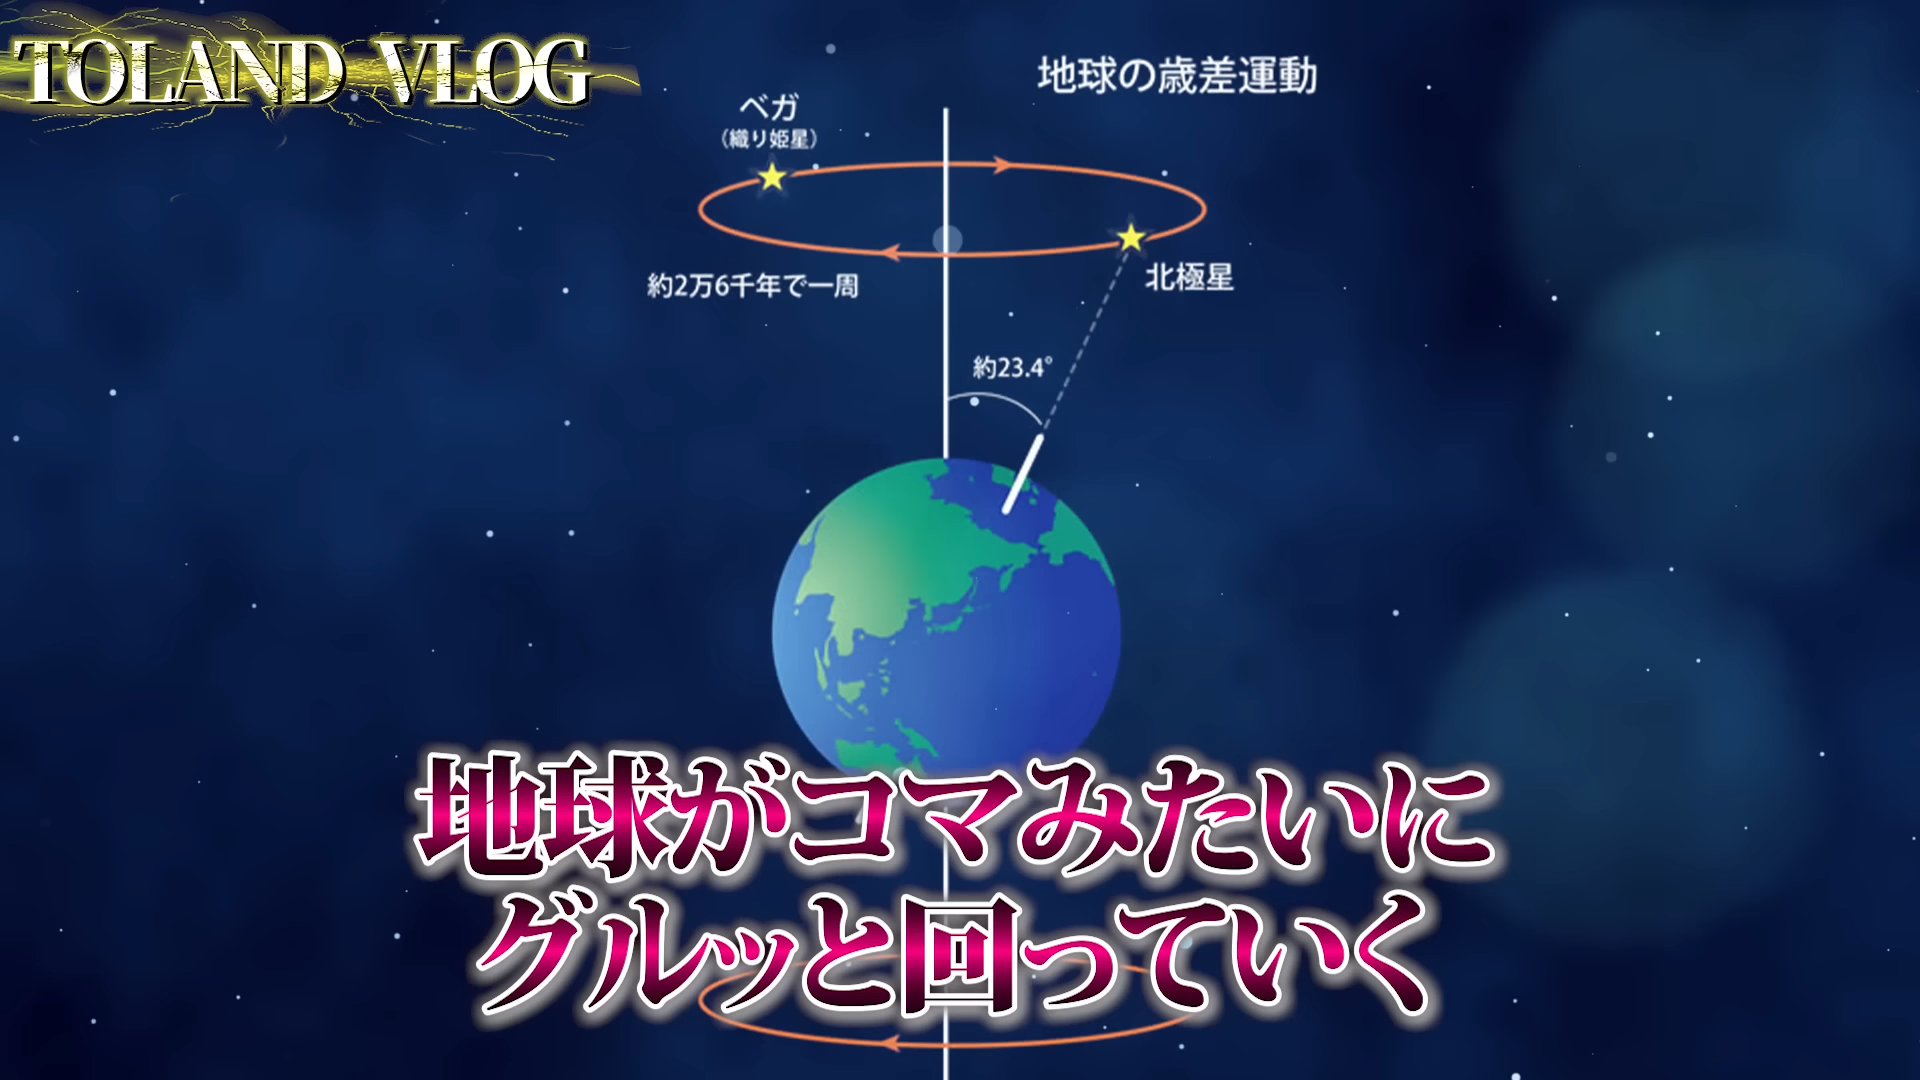 TOLAND VLOG
地球の歳差運動
ベガ
（織り姫星）
北極星
約2万6千年で一周
約23.4°
地球がコマみたいに
グルッと回っていく